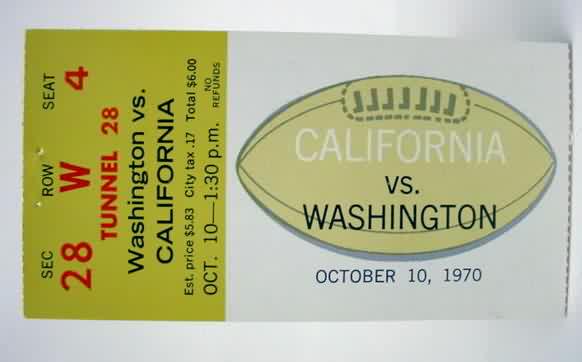 SEC ROW SEAT
28 W 4
TUNNEL 28
Washington vs.
CALIFORNIA
Est. price $5.83 City tax .17 Total $6.00
OCT. 10—1:30 p.m. NO REFUNDS
CALIFORNIA
VS.
WASHINGTON
OCTOBER 10, 1970